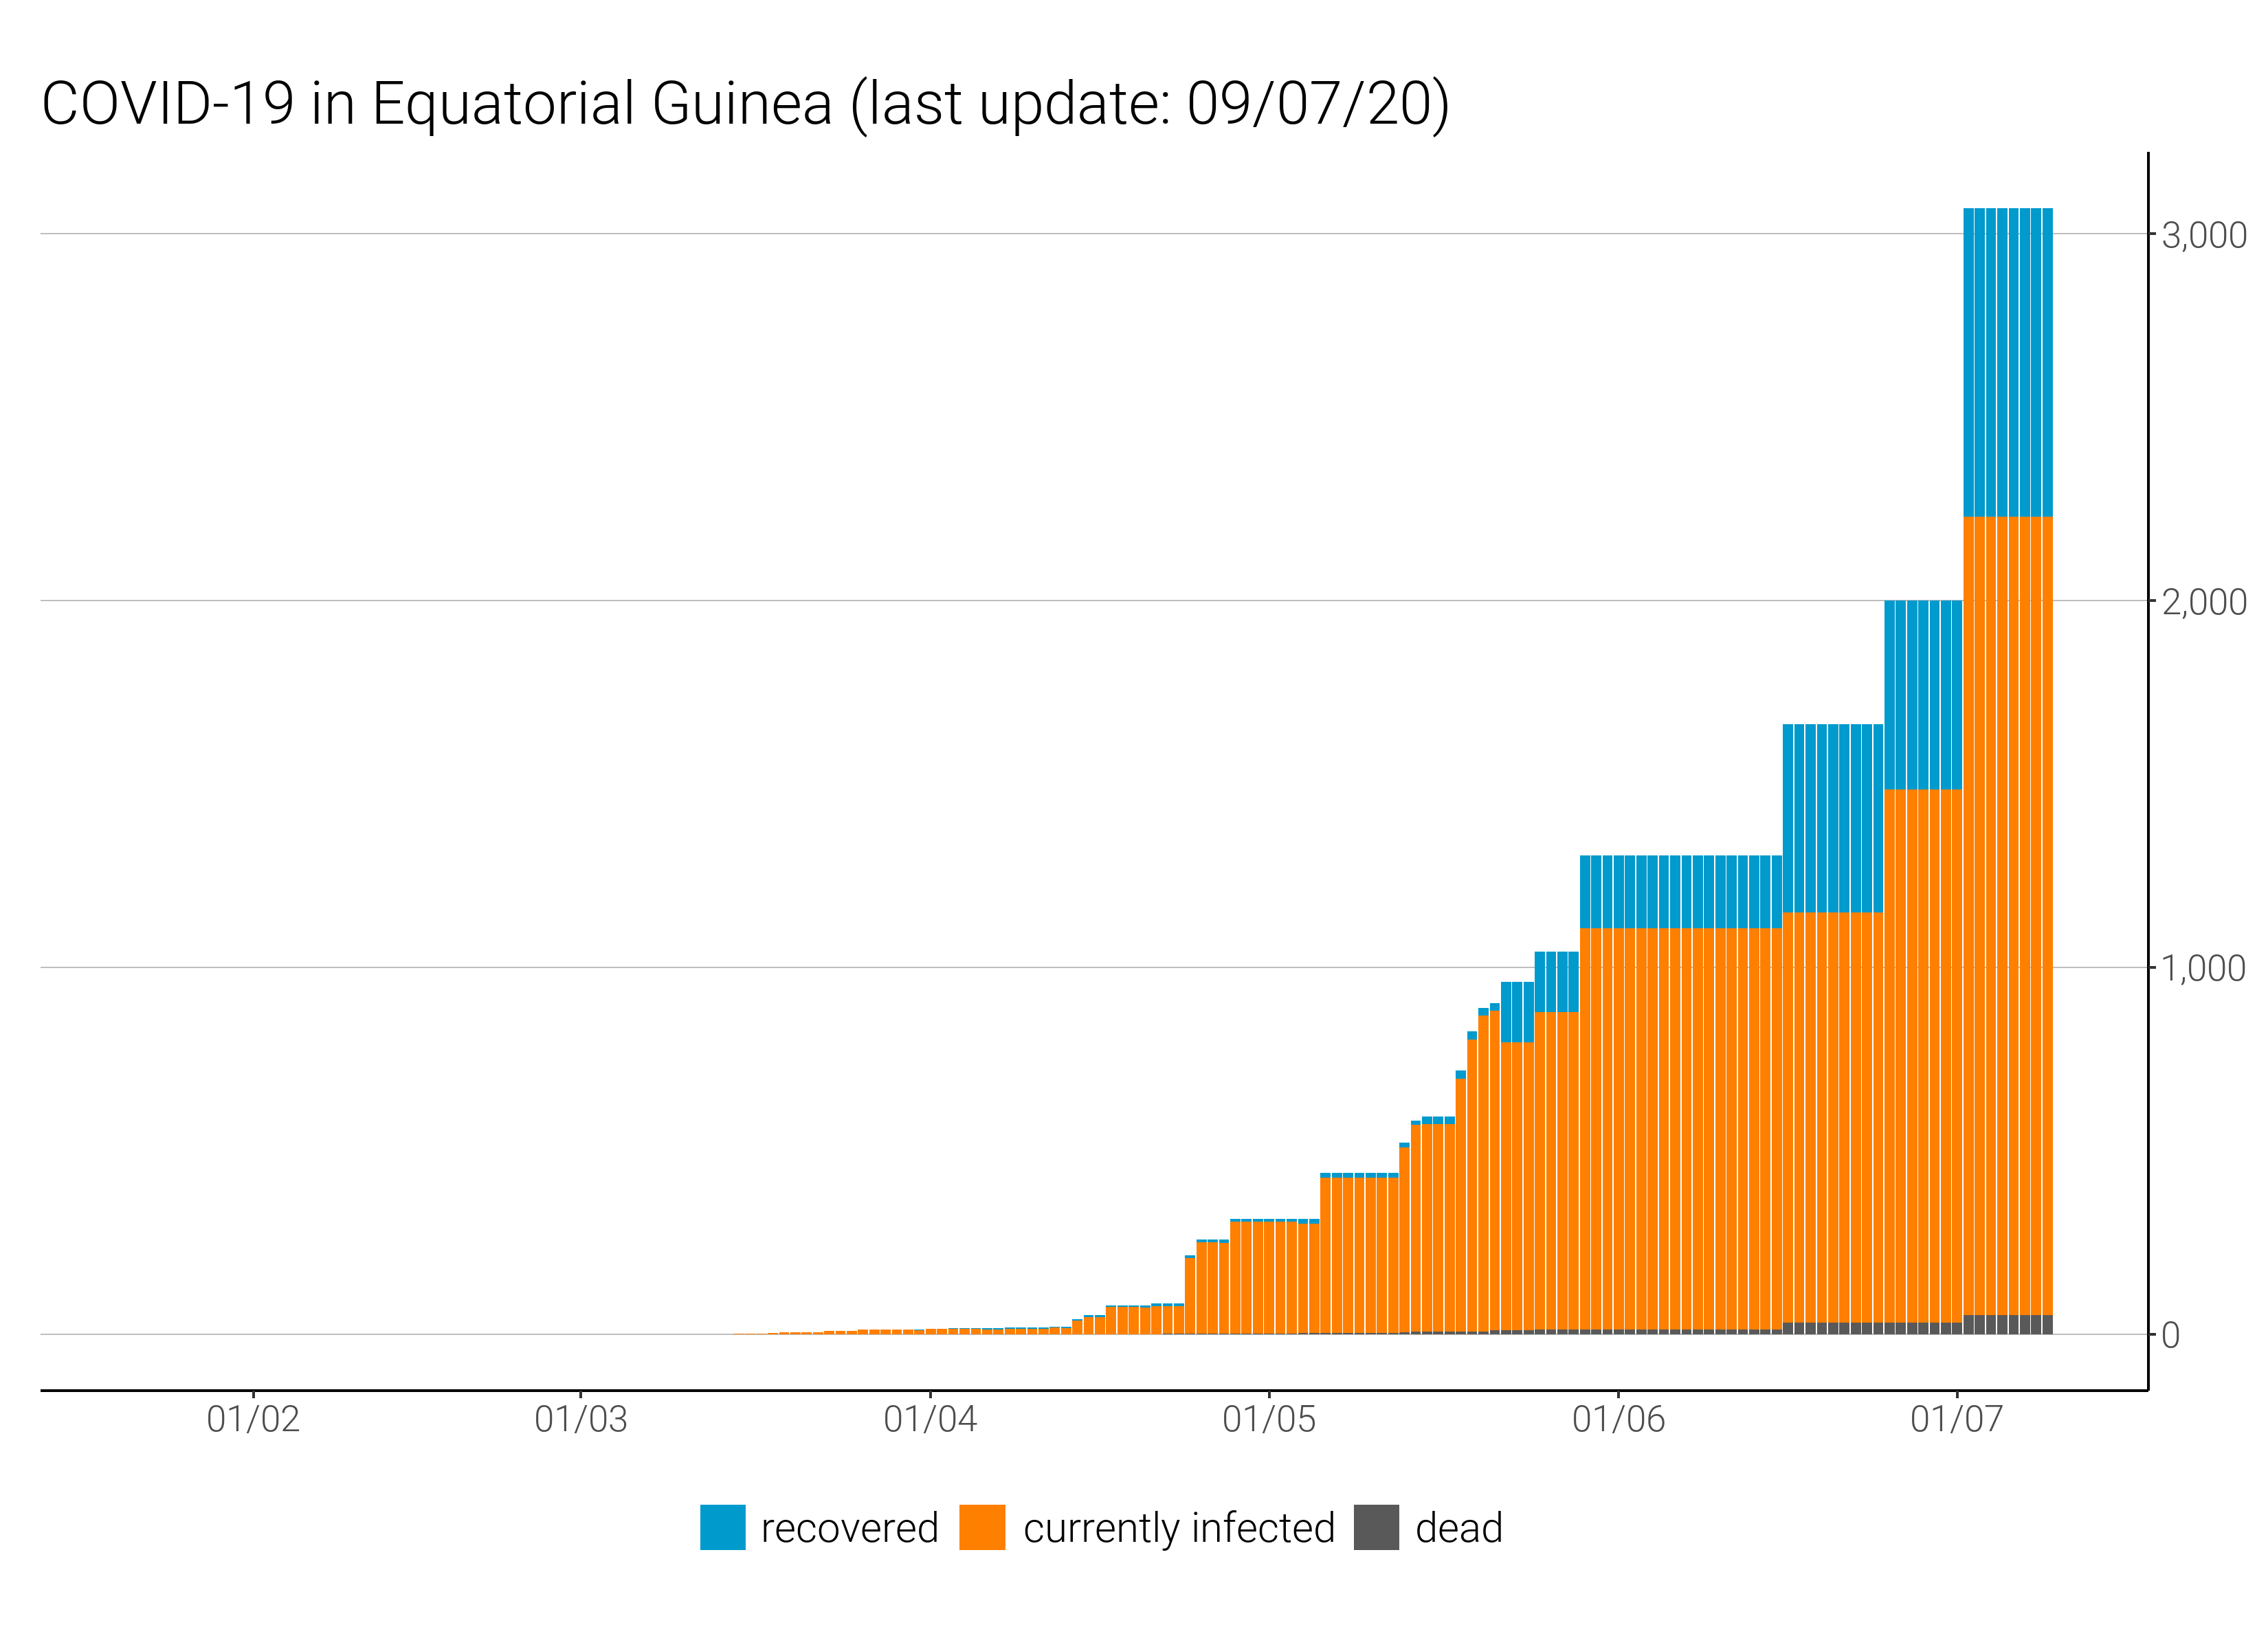 COVID-19 in Equatorial Guinea (last update: 09/07/20)
3,000
2,000
1,000
0
01/02 01/03 01/04 01/05 01/06 01/07
recovered currently infected dead